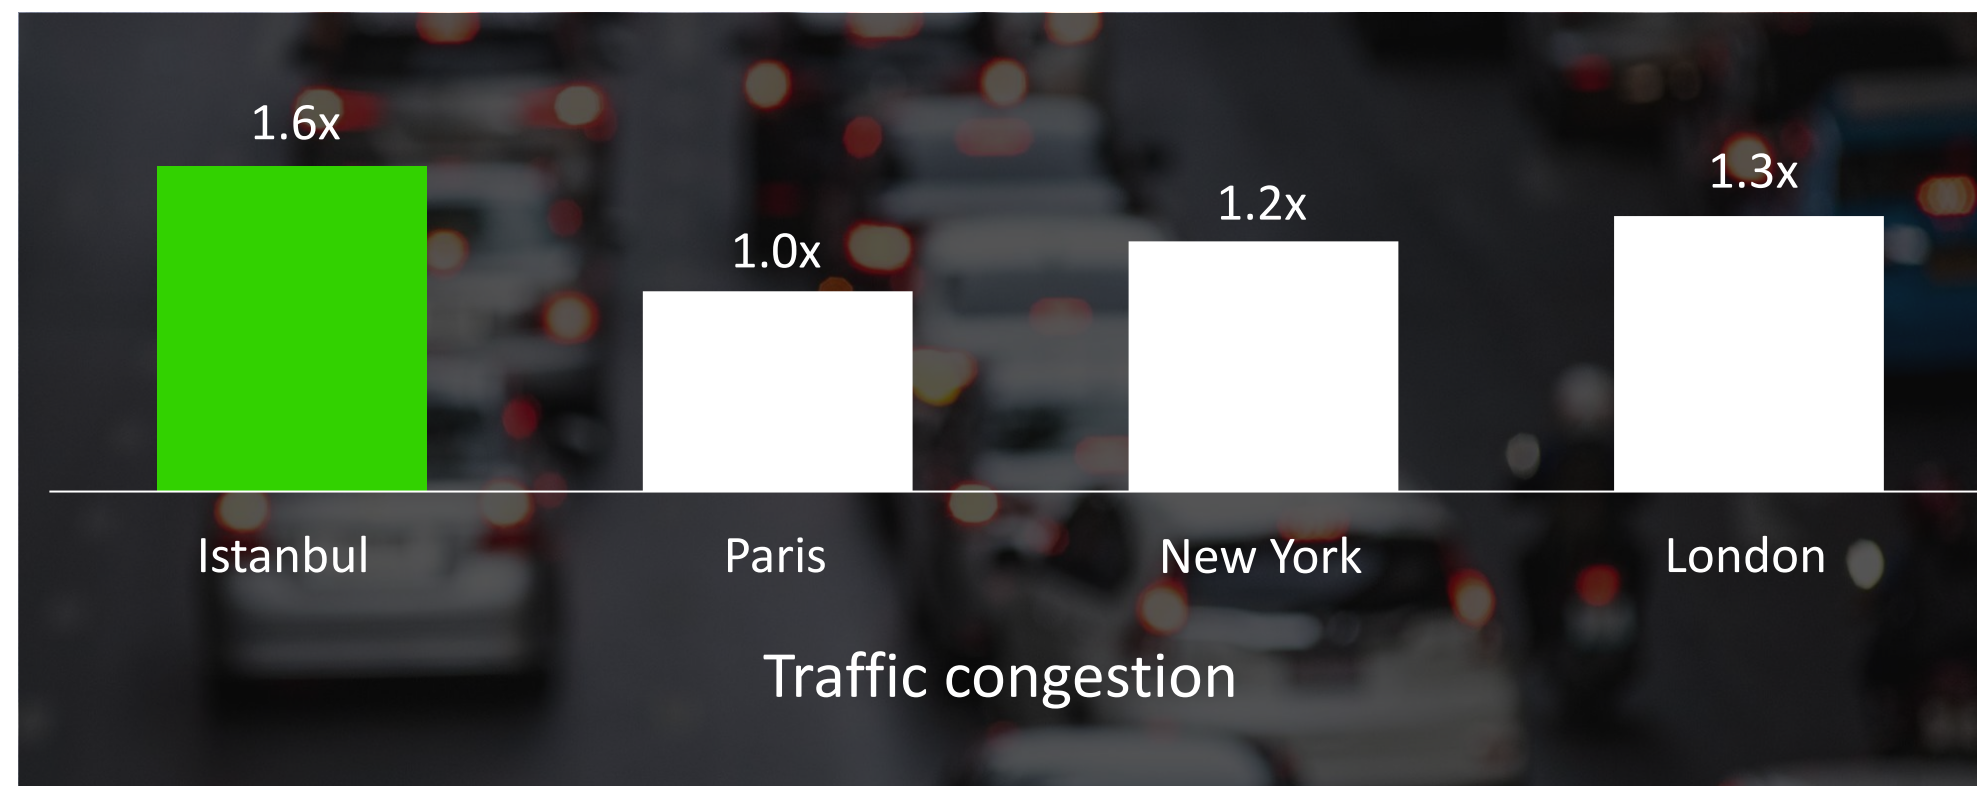 1.6x
1.0x
1.2x
1.3x
Istanbul
Paris
New York
London
Traffic congestion